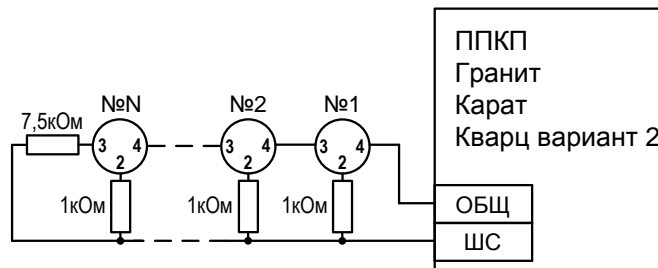 ППКП
Гранит
Карат
Кварц вариант 2
№N №2 №1
7,5кОм
3 4 3 4 3 4
2 2 2
1кОм 1кОм 1кОм
ОБЩ
ШС